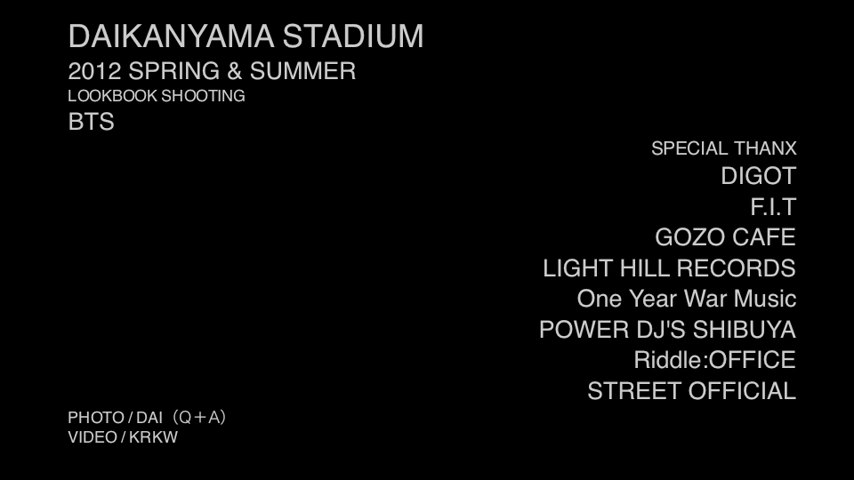 DAIKANYAMA STADIUM
2012 SPRING & SUMMER
LOOKBOOK SHOOTING
BTS
SPECIAL THANX
DIGOT
F.I.T
GOZO CAFE
LIGHT HILL RECORDS
One Year War Music
POWER DJ'S SHIBUYA
Riddle:OFFICE
STREET OFFICIAL
PHOTO / DAI（Q＋A）
VIDEO / KRKW